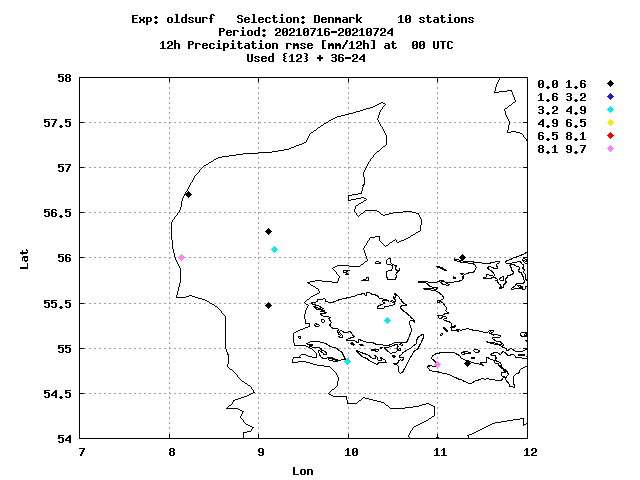 Exp: oldsurf   Selection: Denmark     10 stations
Period: 20210716-20210724
12h Precipitation rmse [mm/12h] at  00 UTC
Used {12} + 36-24
58
57.5
57
56.5
56
55.5
55
54.5
54
Lat
7 8 9 10 11 12
Lon
0.0 1.6
1.6 3.2
3.2 4.9
4.9 6.5
6.5 8.1
8.1 9.7